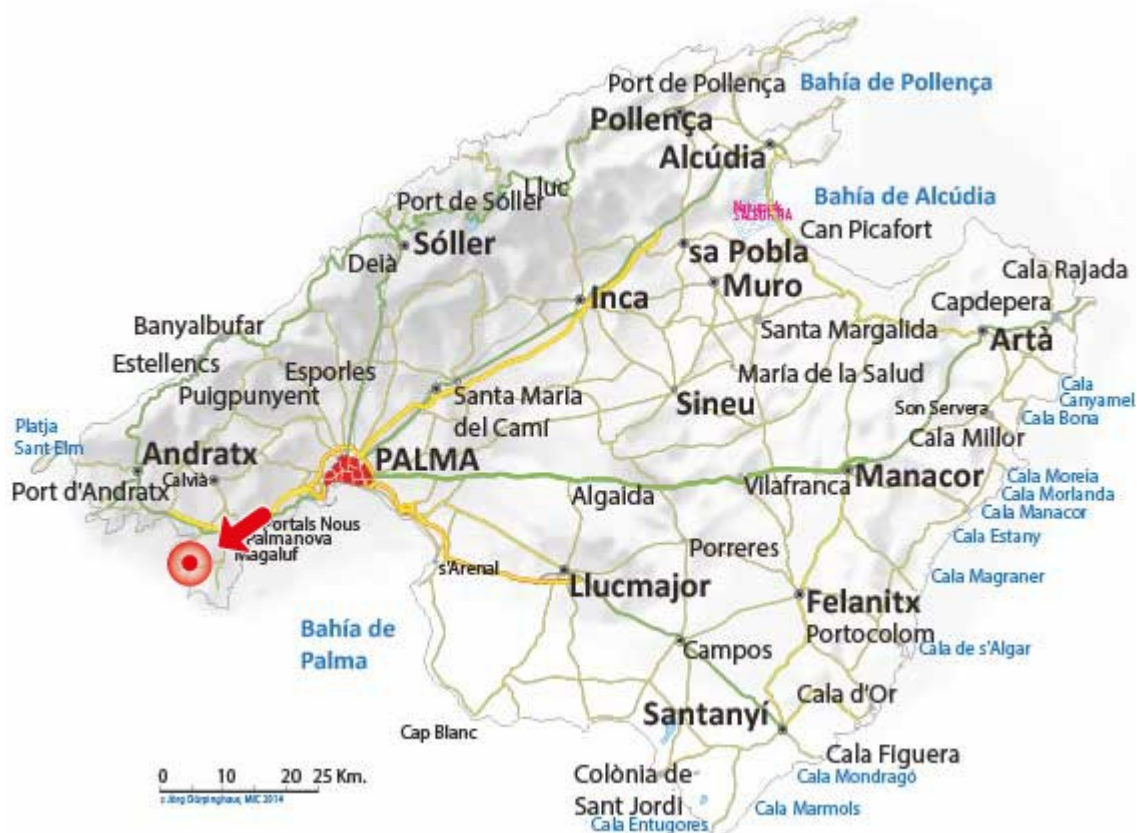 Port de Pollença
Bahía de Pollença
Pollença
Alcúdia
Lluc
Port de Sóller
Bahía de Alcúdia
Can Picafort
Sóller
sa Pobla
Deià
Cala Rajada
Muro
Inca
Capdepera
Banyalbufar
Santa Margalida
Artà
Estellencs
Esporles
María de la Salud
Puigpunyent
Santa Maria
del Camí
Sineu
Cala
Canyamel
Son Servera
Cala Bona
Platja
Sant Elm
Cala Millor
Andratx
PALMA
Calvià
Manacor
Cala Moreia
Port d'Andratx
Algaida
Vilafranca
Cala Morlanda
Cala Manacor
Portals Nous
Palmanova
Magaluf
Cala Estany
Porreres
s'Arenal
Cala Magraner
Llucmajor
Felanitx
Bahía de
Palma
Portocolom
Campos
Cala de s'Algar
Cala d'Or
Santanyí
Cap Blanc
Cala Figuera
0 10 20 25 Km.
Colònia de
Sant Jordi
Cala Mondragó
Cala Marmols
Cala Entugores